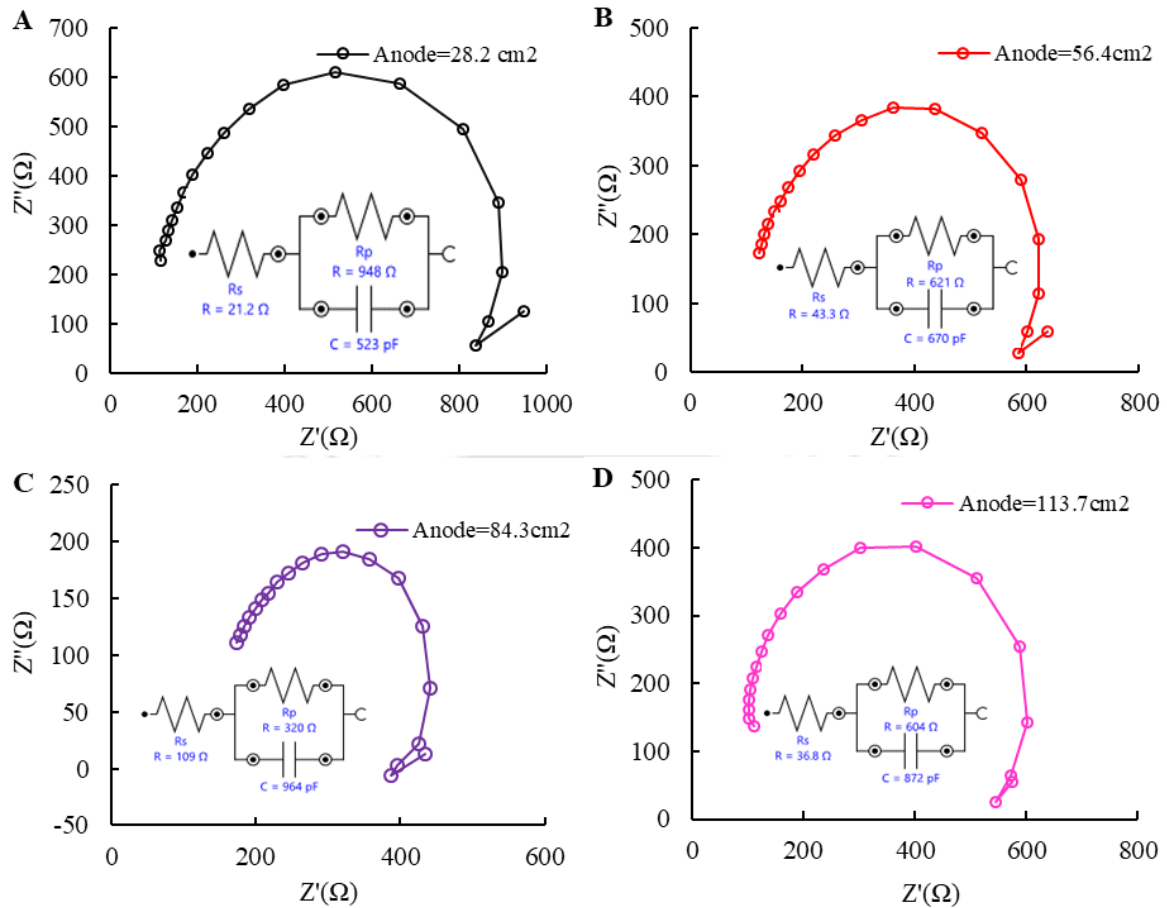 A
Anode=28.2 cm2
700
600
500
400
300
200
100
0
Z"(Ω)
Rp
R = 948 Ω
Rs
R = 21.2 Ω
C = 523 pF
0 200 400 600 800 1000
Z'(Ω)
B
Anode=56.4cm2
500
400
300
200
100
0
Z"(Ω)
Rp
R = 621 Ω
Rs
R = 43.3 Ω
C = 670 pF
0 200 400 600 800
Z'(Ω)
C
Anode=84.3cm2
250
200
150
100
50
0
-50
Z"(Ω)
Rp
R = 320 Ω
Rs
R = 109 Ω
C = 964 pF
0 200 400 600
Z'(Ω)
D
Anode=113.7cm2
500
400
300
200
100
0
Z"(Ω)
Rp
R = 604 Ω
Rs
R = 36.8 Ω
C = 872 pF
0 200 400 600 800
Z'(Ω)